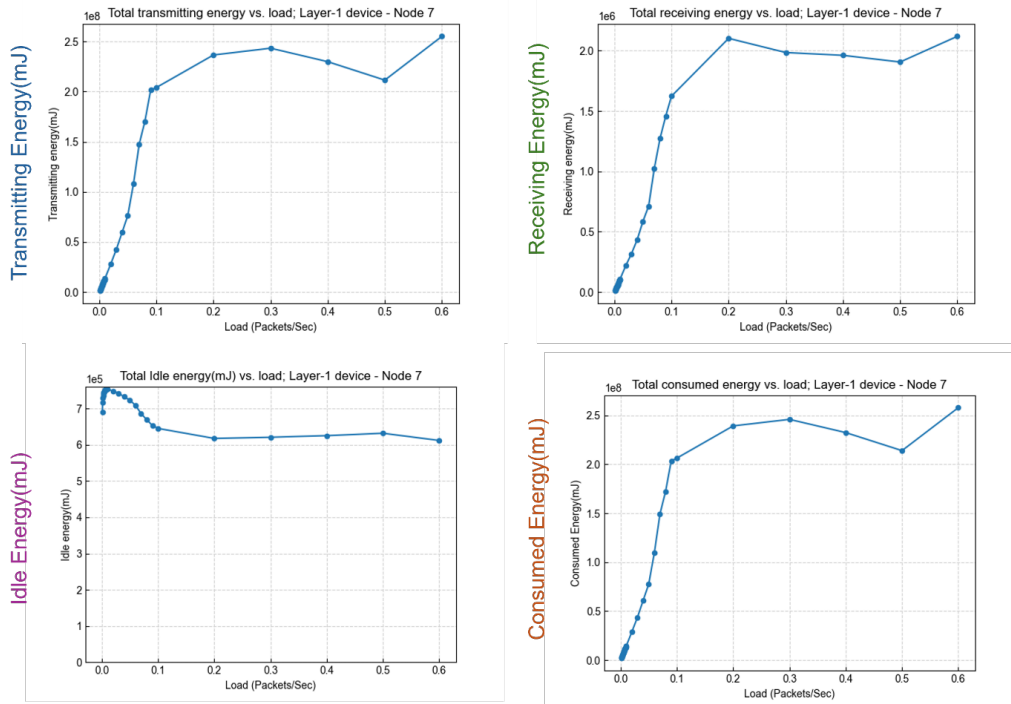 Transmitting Energy(mJ)
1e8
Total transmitting energy vs. load; Layer-1 device - Node 7
Transmitting energy(mJ)
2.5
2.0
1.5
1.0
0.5
0.0
0.0 0.1 0.2 0.3 0.4 0.5 0.6
Load (Packets/Sec)
Receiving Energy(mJ)
1e6
Total receiving energy vs. load; Layer-1 device - Node 7
Receiving energy(mJ)
2.0
1.5
1.0
0.5
0.0
0.0 0.1 0.2 0.3 0.4 0.5 0.6
Load (Packets/Sec)
Idle Energy(mJ)
1e5
Total Idle energy(mJ) vs. load; Layer-1 device - Node 7
Idle energy(mJ)
7
6
5
4
3
2
1
0
0.0 0.1 0.2 0.3 0.4 0.5 0.6
Load (Packets/Sec)
Consumed Energy(mJ)
1e8
Total consumed energy vs. load; Layer-1 device - Node 7
Consumed Energy(mJ)
2.5
2.0
1.5
1.0
0.5
0.0
0.0 0.1 0.2 0.3 0.4 0.5 0.6
Load (Packets/Sec)